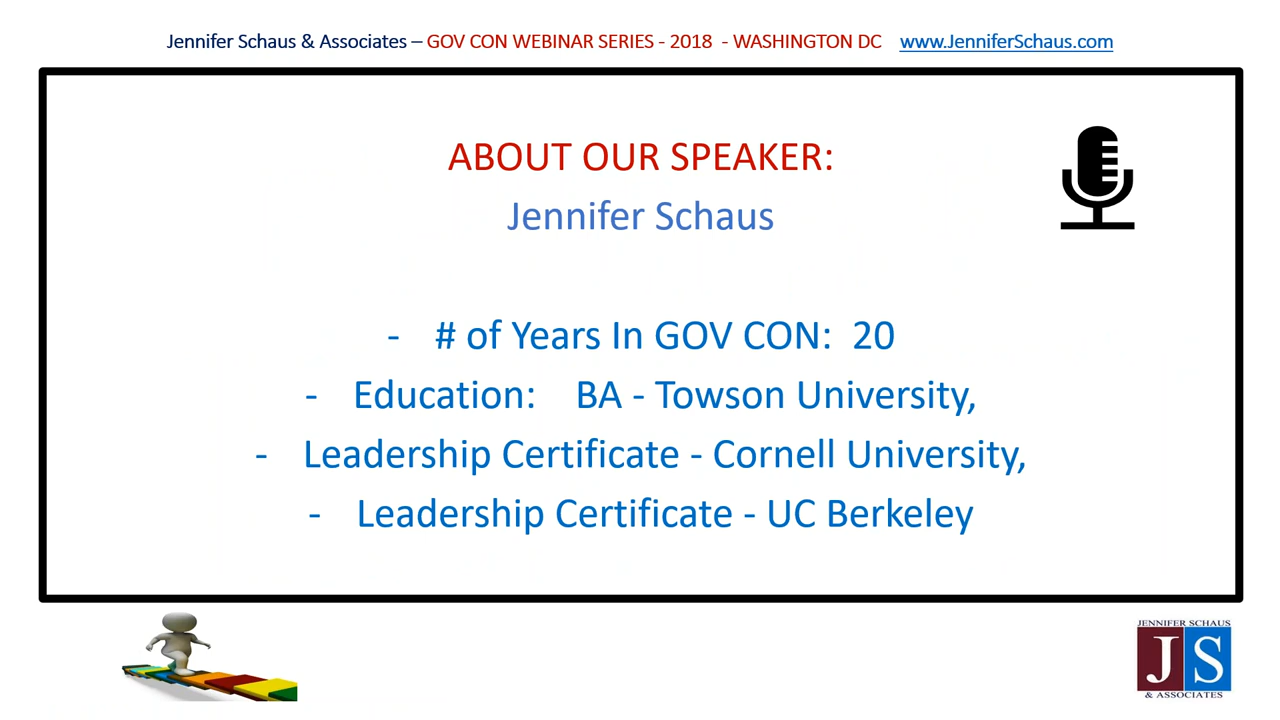 Jennifer Schaus & Associates – GOV CON WEBINAR SERIES - 2018 - WASHINGTON DC www.JenniferSchaus.com
ABOUT OUR SPEAKER:
Jennifer Schaus
- # of Years In GOV CON: 20
- Education: BA - Towson University,
- Leadership Certificate - Cornell University,
- Leadership Certificate - UC Berkeley
JENNIFER SCHAUS
JS
& ASSOCIATES